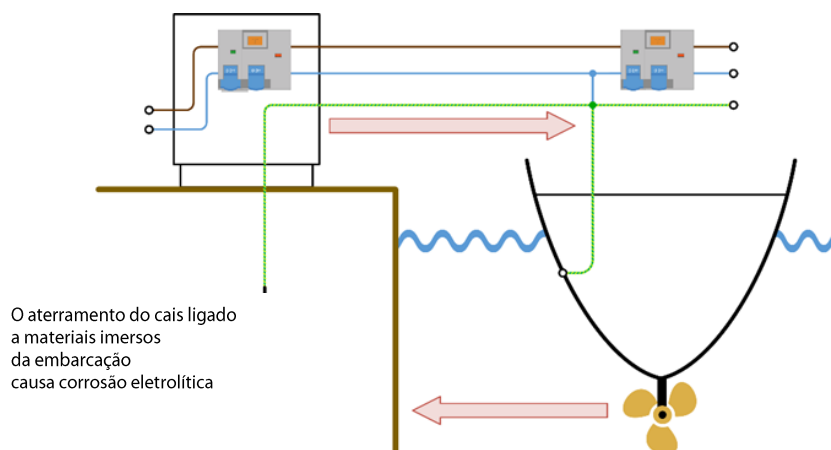 O aterramento do cais ligado
a materiais imersos
da embarcação
causa corrosão eletrolítica